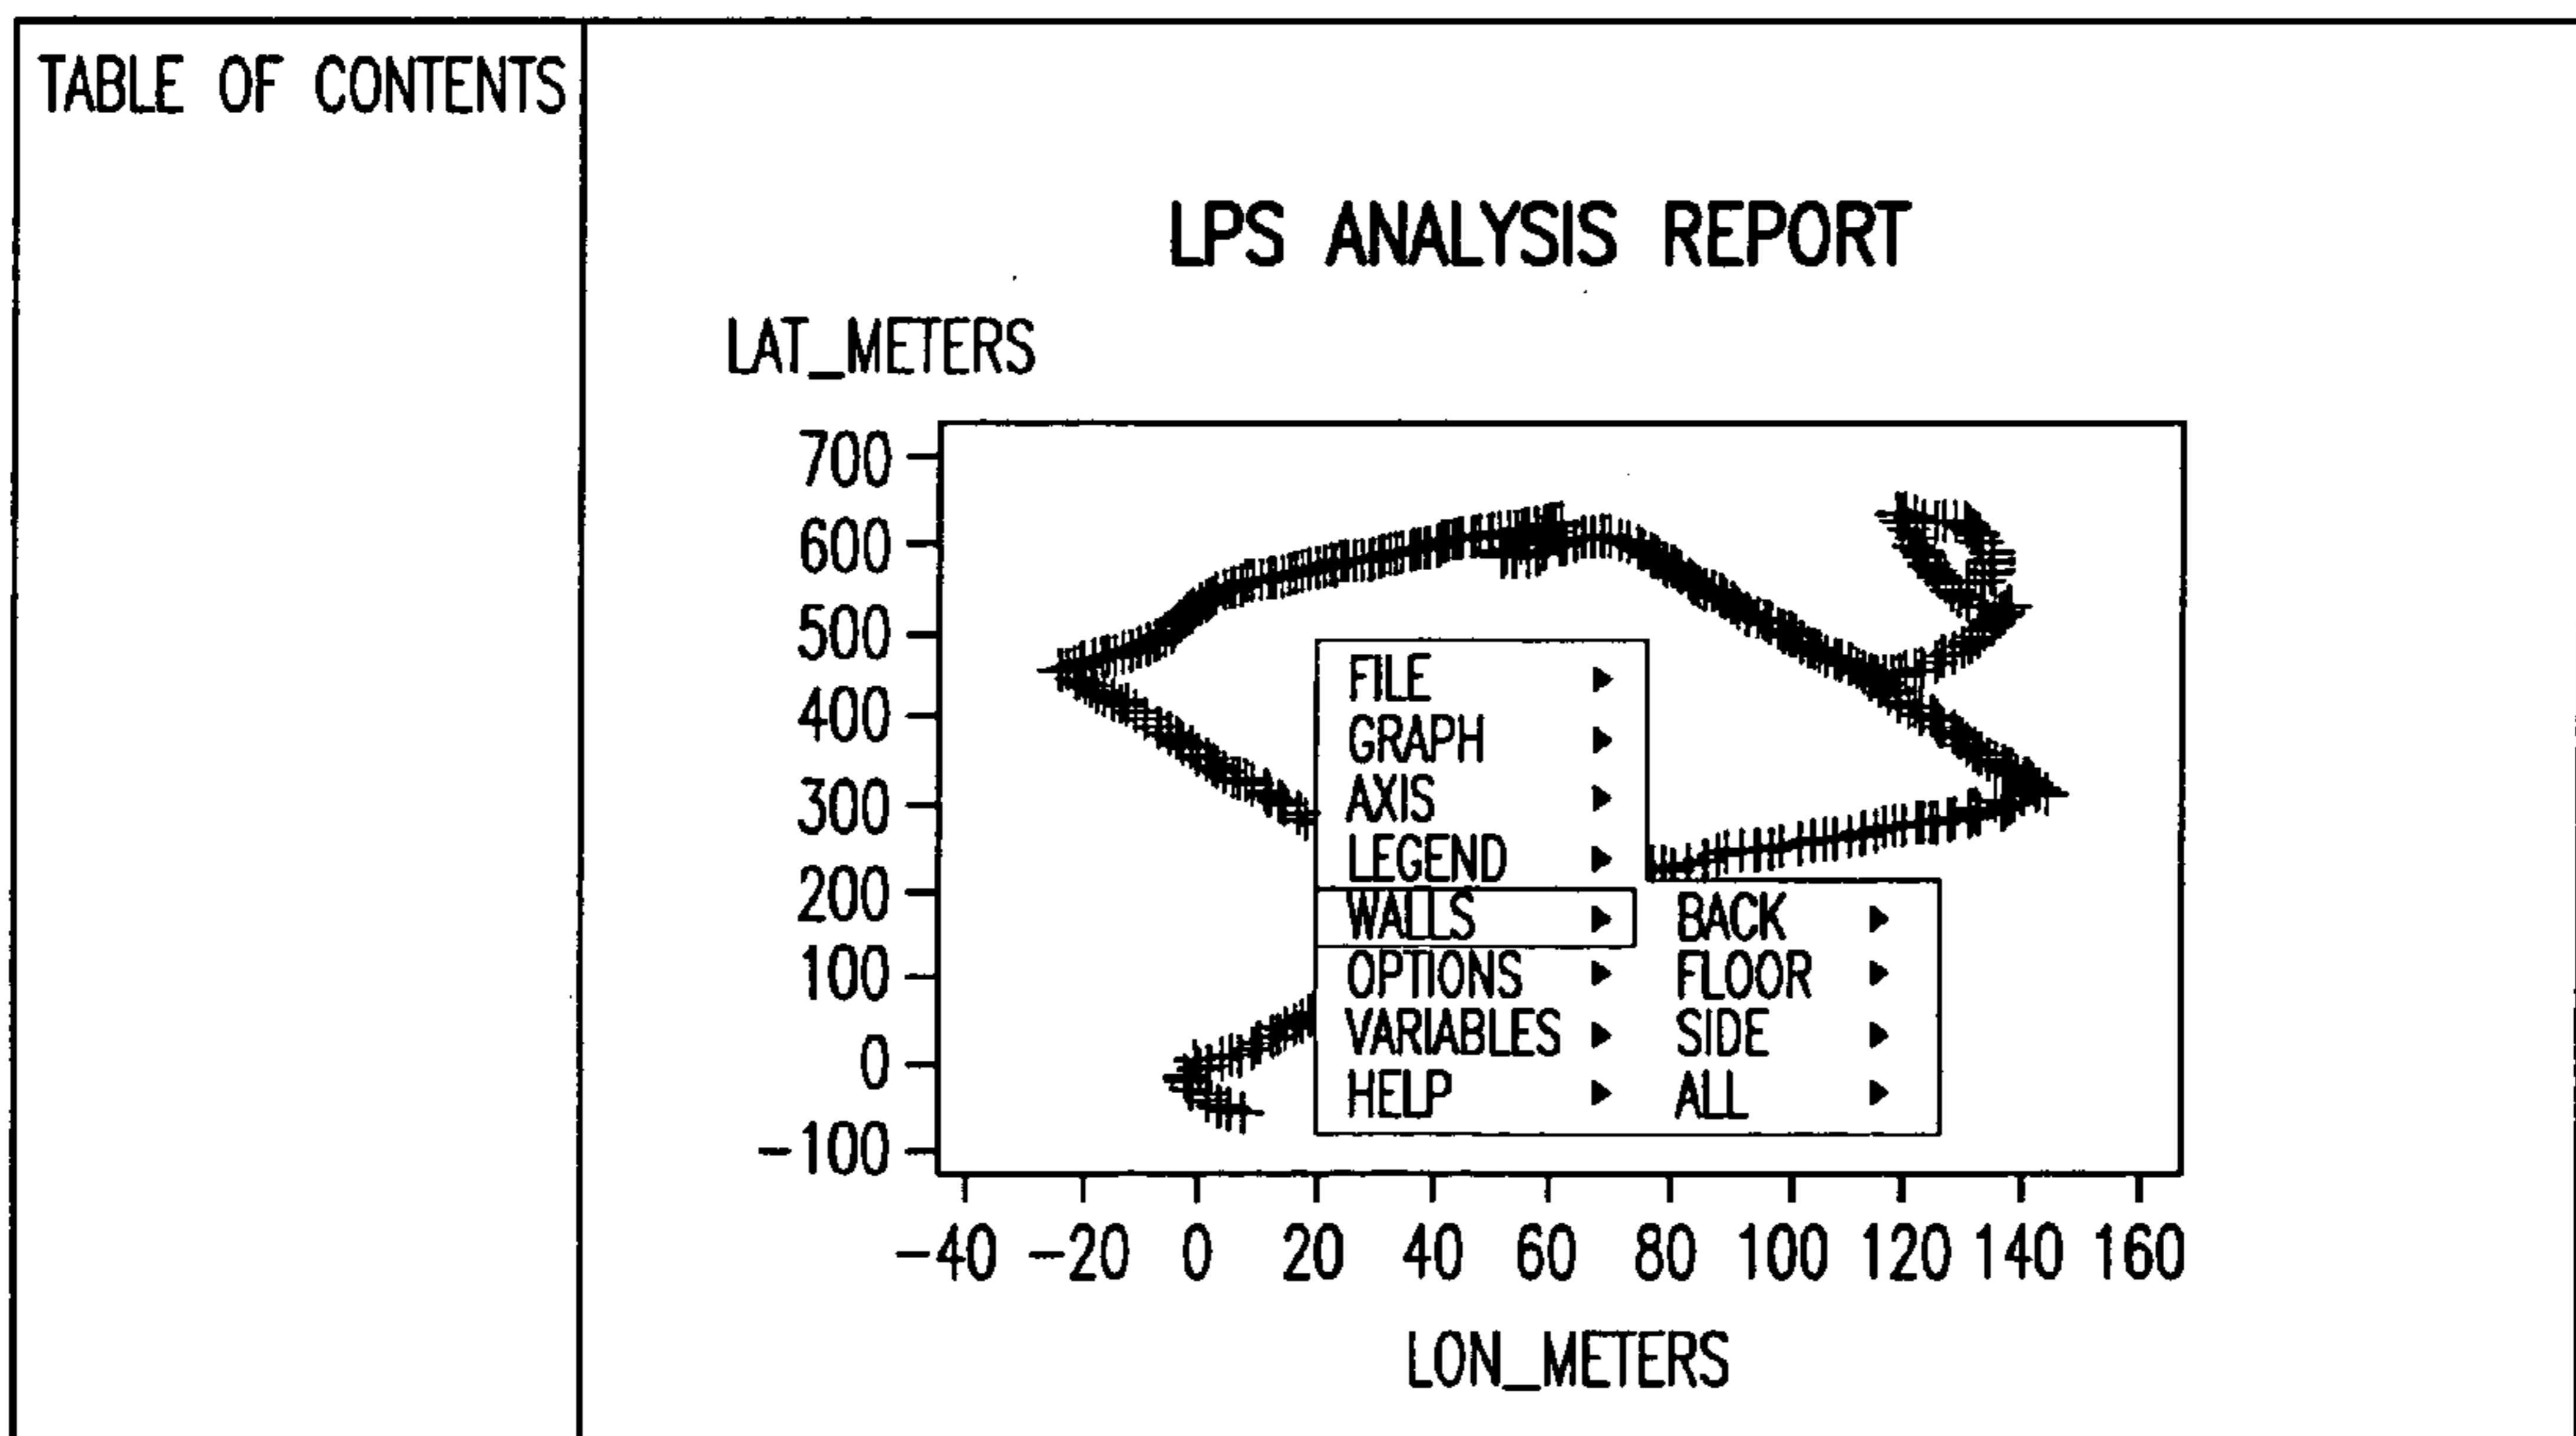 TABLE OF CONTENTS
LPS ANALYSIS REPORT
LAT_METERS
700
600
500
400
300
200
100
0
-100
FILE
GRAPH
AXIS
LEGEND
WALLS
OPTIONS
VARIABLES
HELP
BACK
FLOOR
SIDE
ALL
-40 -20 0 20 40 60 80 100 120 140 160
LON_METERS